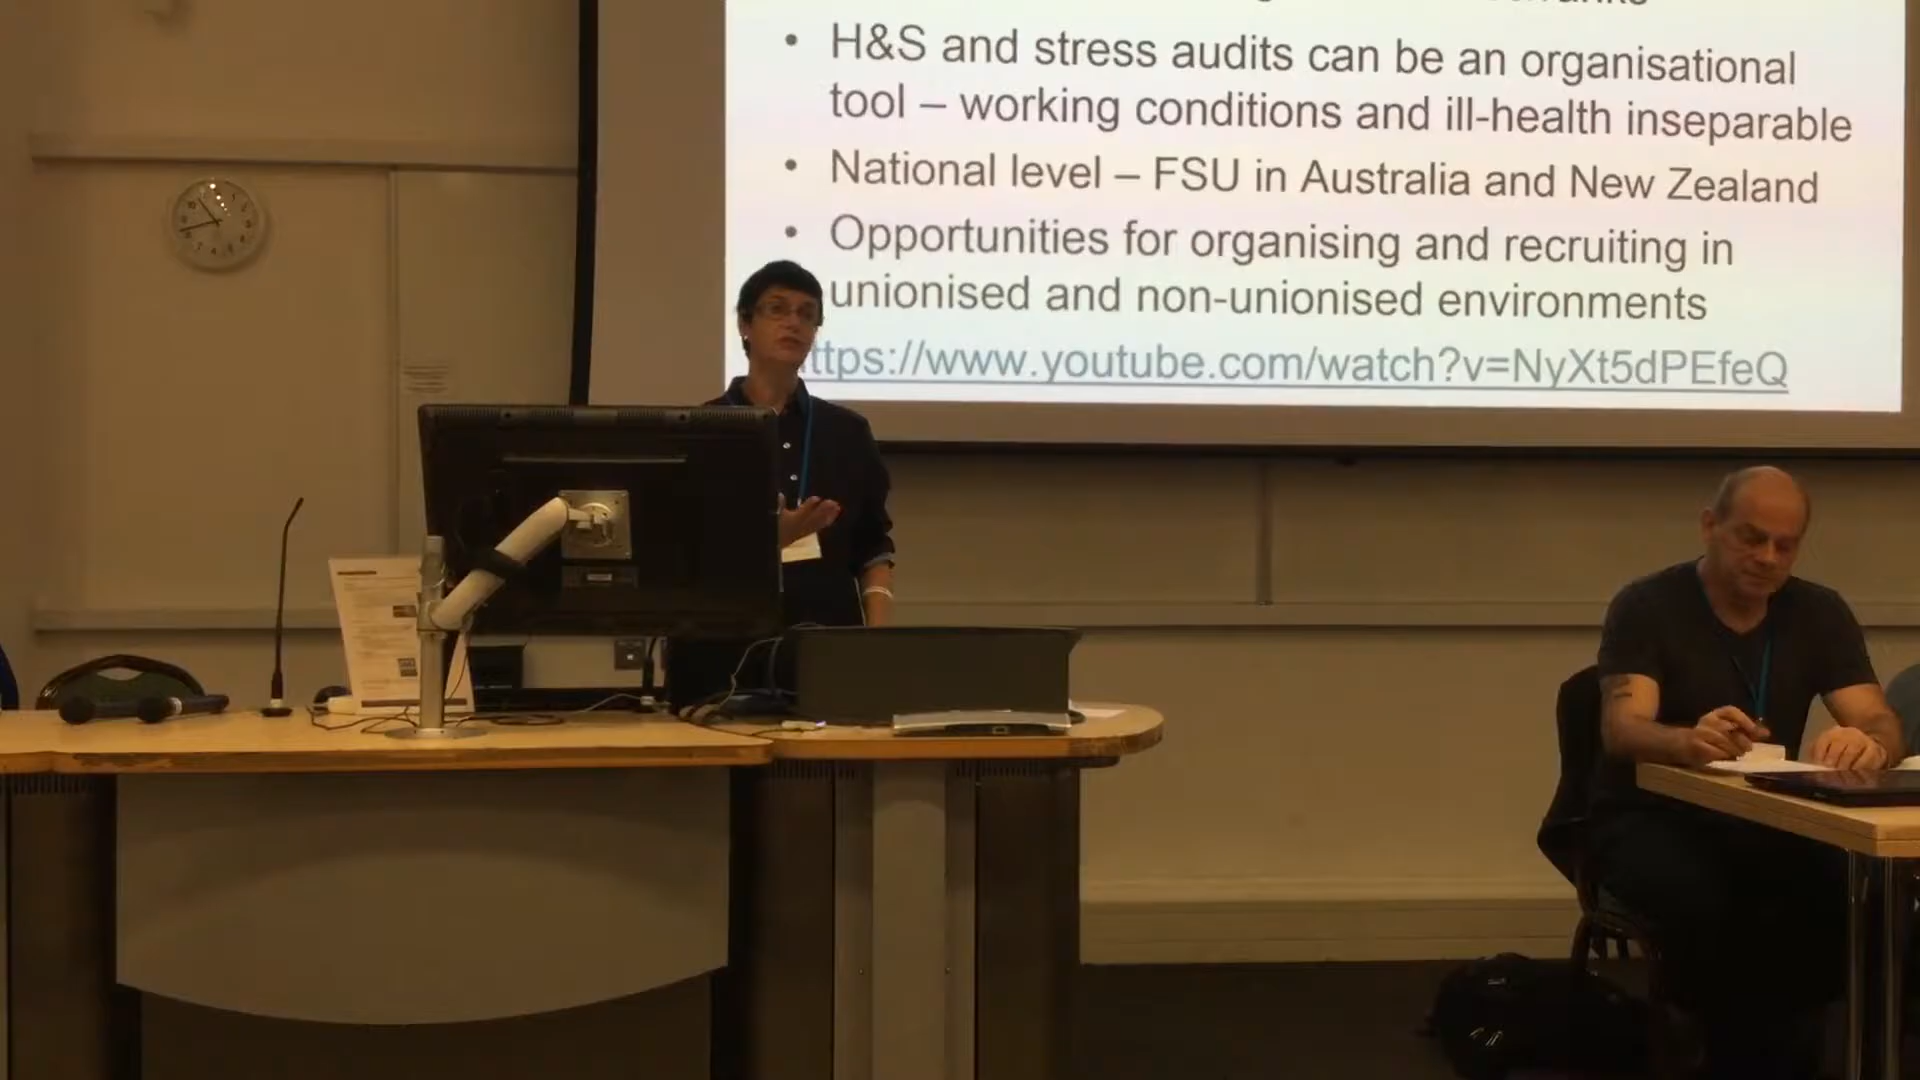 • H&S and stress audits can be an organisational
tool – working conditions and ill-health inseparable
• National level – FSU in Australia and New Zealand
• Opportunities for organising and recruiting in
unionised and non-unionised environments
ttps://www.youtube.com/watch?v=NyXt5dPEfeQ